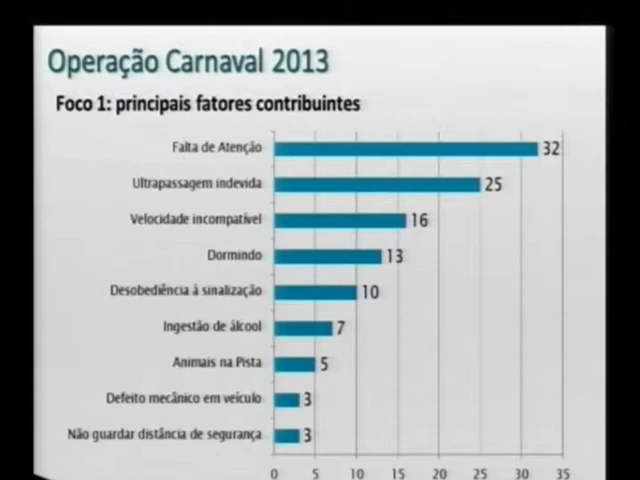 Operação Carnaval 2013
Foco 1: principais fatores contribuintes
Falta de Atenção 32
Ultrapassagem indevida 25
Velocidade incompatível 16
Dormindo 13
Desobediência à sinalização 10
Ingestão de álcool 7
Animais na Pista 5
Defeito mecânico em veículo 3
Não guardar distância de segurança 3
0 5 10 15 20 25 30 35